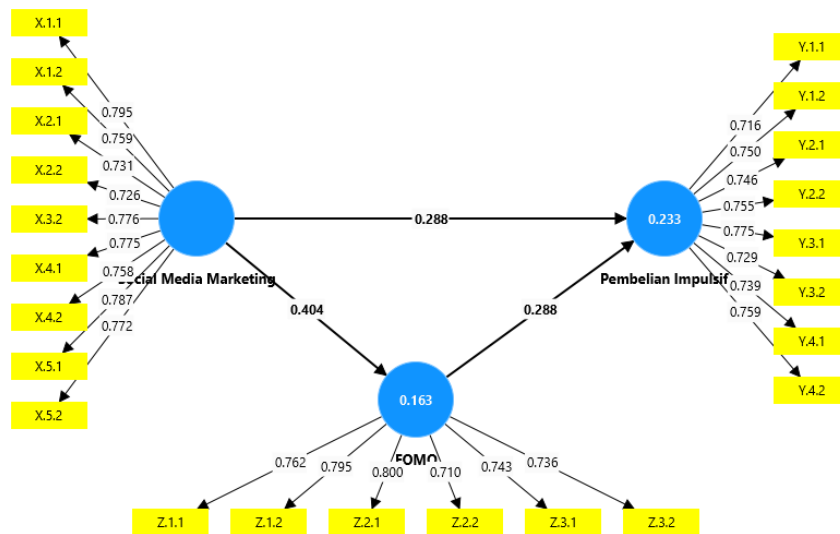 X.1.1
X.1.2
X.2.1
X.2.2
X.3.2
X.4.1
X.4.2
X.5.1
X.5.2
0.795
0.759
0.731
0.726
0.776
0.775
0.758
0.787
0.772
Social Media Marketing
0.288
0.404
0.288
0.163
FOMO
0.762
0.795
0.800
0.710
0.743
0.736
Z.1.1
Z.1.2
Z.2.1
Z.2.2
Z.3.1
Z.3.2
0.233
Pembelian Impulsif
0.716
0.750
0.746
0.755
0.775
0.729
0.739
0.759
Y.1.1
Y.1.2
Y.2.1
Y.2.2
Y.3.1
Y.3.2
Y.4.1
Y.4.2